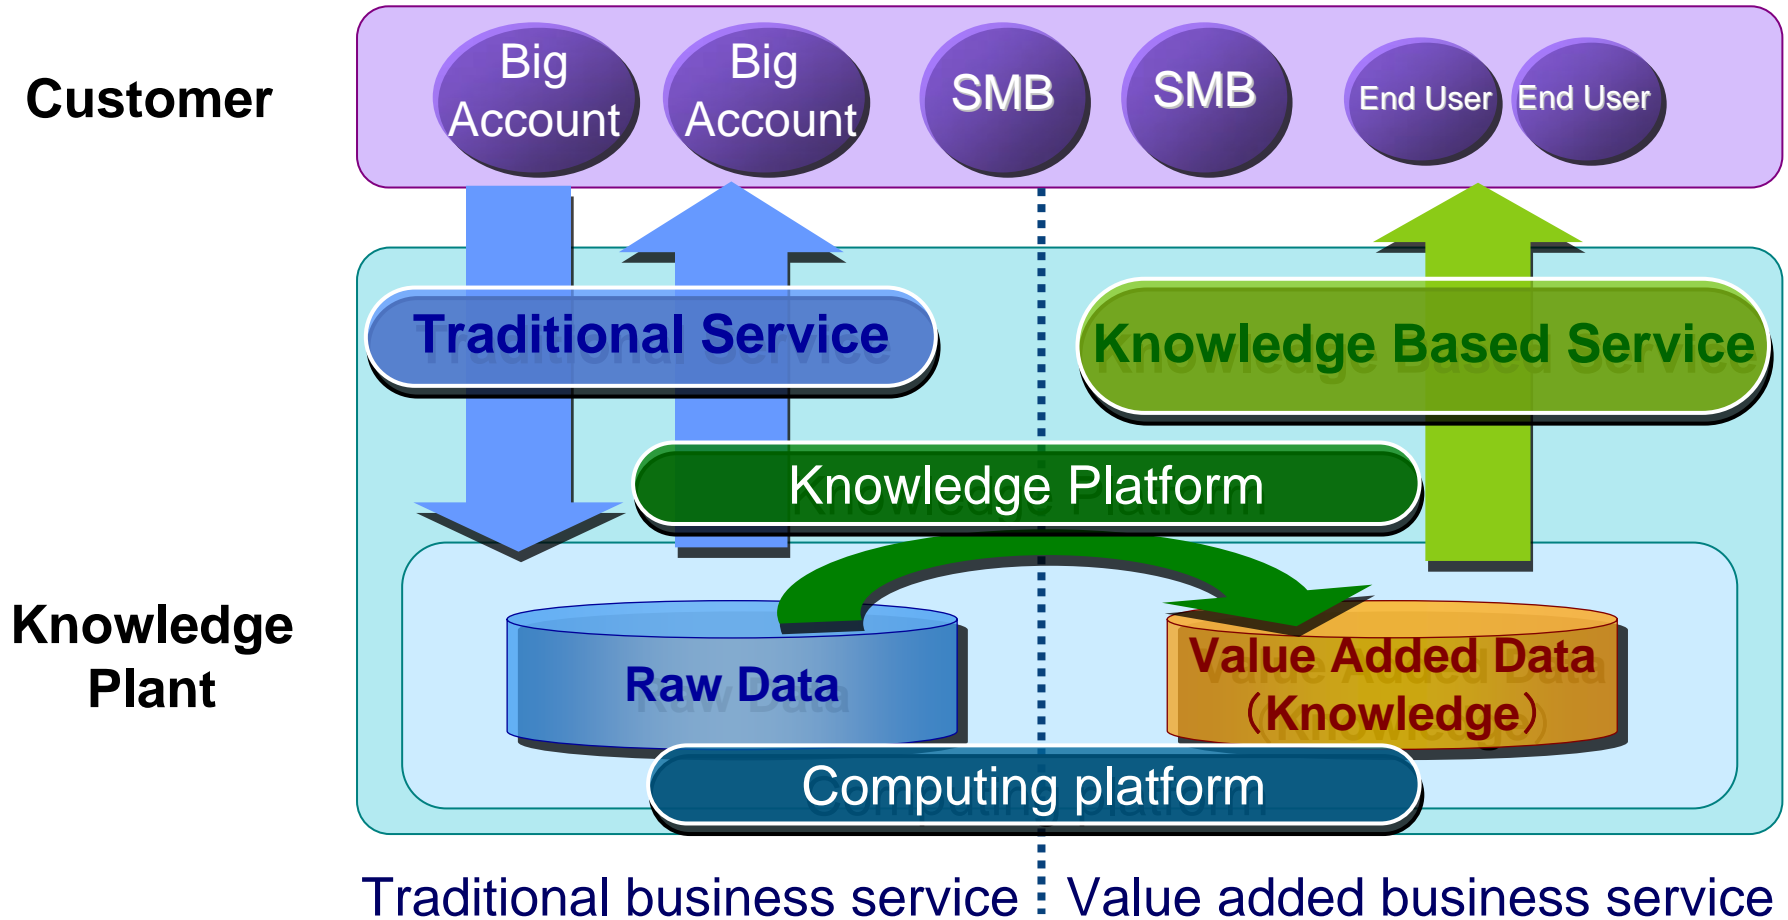 Customer
Big
Account
Big
Account
SMB
SMB
End User
End User
Traditional Service
Knowledge Based Service
Knowledge Platform
Knowledge
Plant
Raw Data
Value Added Data
（Knowledge）
Computing platform
Traditional business service
Value added business service